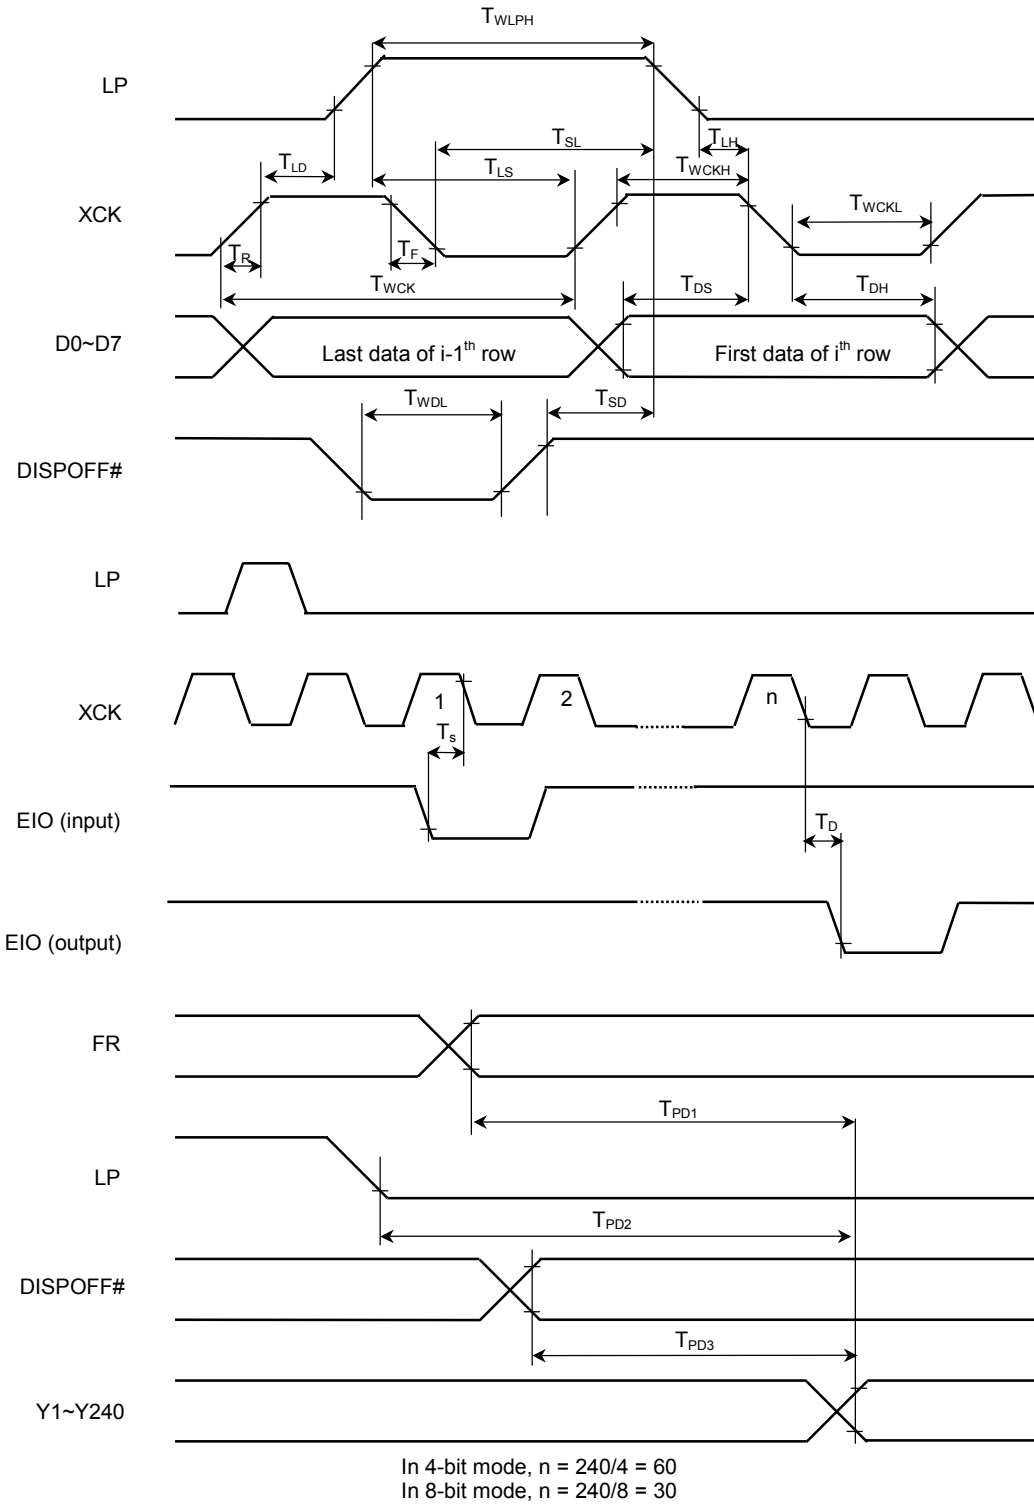 TWLPH
LP
TSL
TLH
TLD
TLS
TWCKH
XCK
TWCKL
TR
TF
TWCK
TDS
TDH
D0~D7
Last data of i-1th row
First data of ith row
TWDL
TSD
DISPOFF#
LP
XCK
1
2
n
Ts
EIO (input)
TD
EIO (output)
FR
TPD1
LP
TPD2
DISPOFF#
TPD3
Y1~Y240
In 4-bit mode, n = 240/4 = 60
In 8-bit mode, n = 240/8 = 30